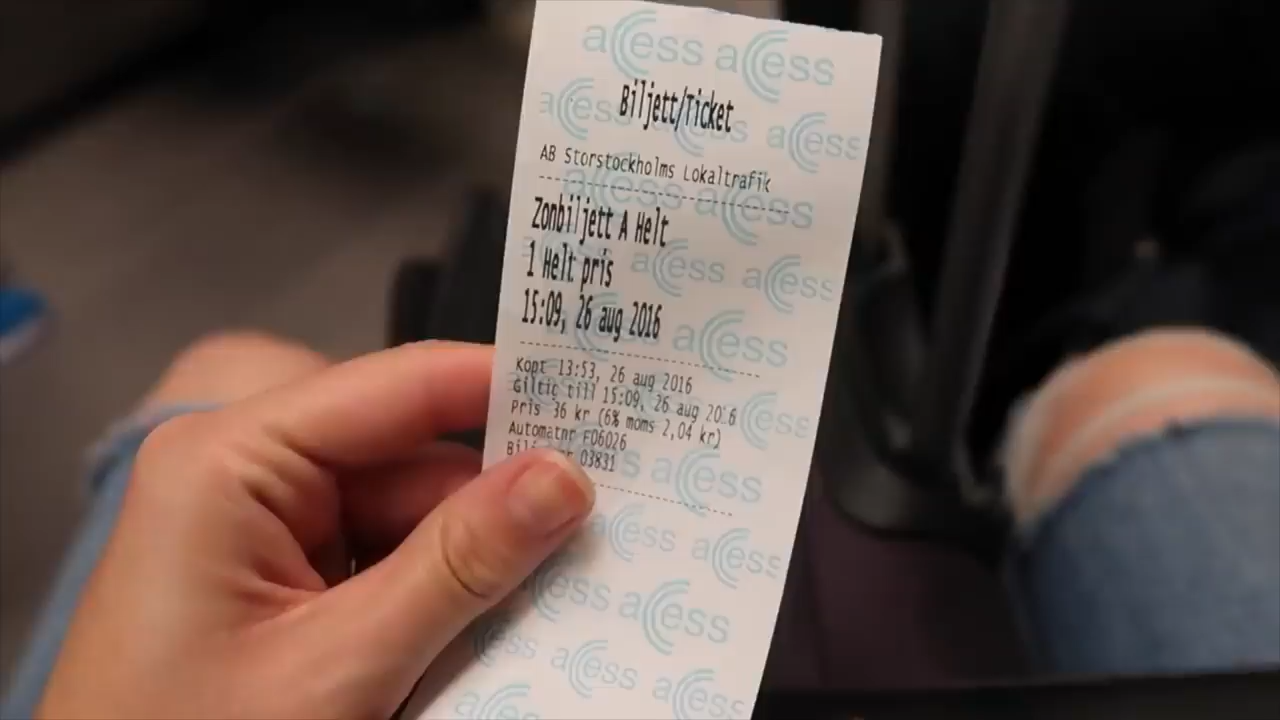 access access
Biljett/Ticket
AB Storstockholms Lokaltrafik
Zonbiljett A Helt
1 Helt pris
15:09, 26 aug 2016
Köpt 13:53, 26 aug 2016
Giltig till 15:09, 26 aug 2016
Pris 36 kr (6% moms 2,04 kr)
Automatnr F06026
03831